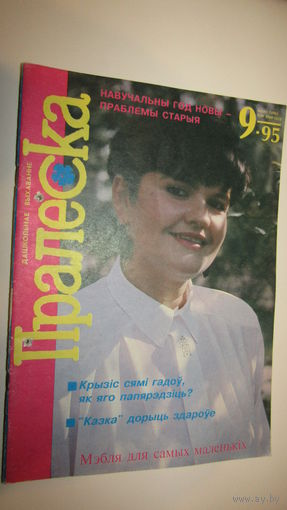 НАВУЧАЛЬНЫ ГОД НОВЫ –
ПРАБЛЕМЫ СТАРЫЯ
9·95
Пралеска
ДАШКОЛЬНАЕ ВЫХАВАННЕ
Крызіс сямі гадоў,
як яго папярэдзіць?
"Казка" дорыць здароўе
Мэбля для самых маленькіх
www.ay.by